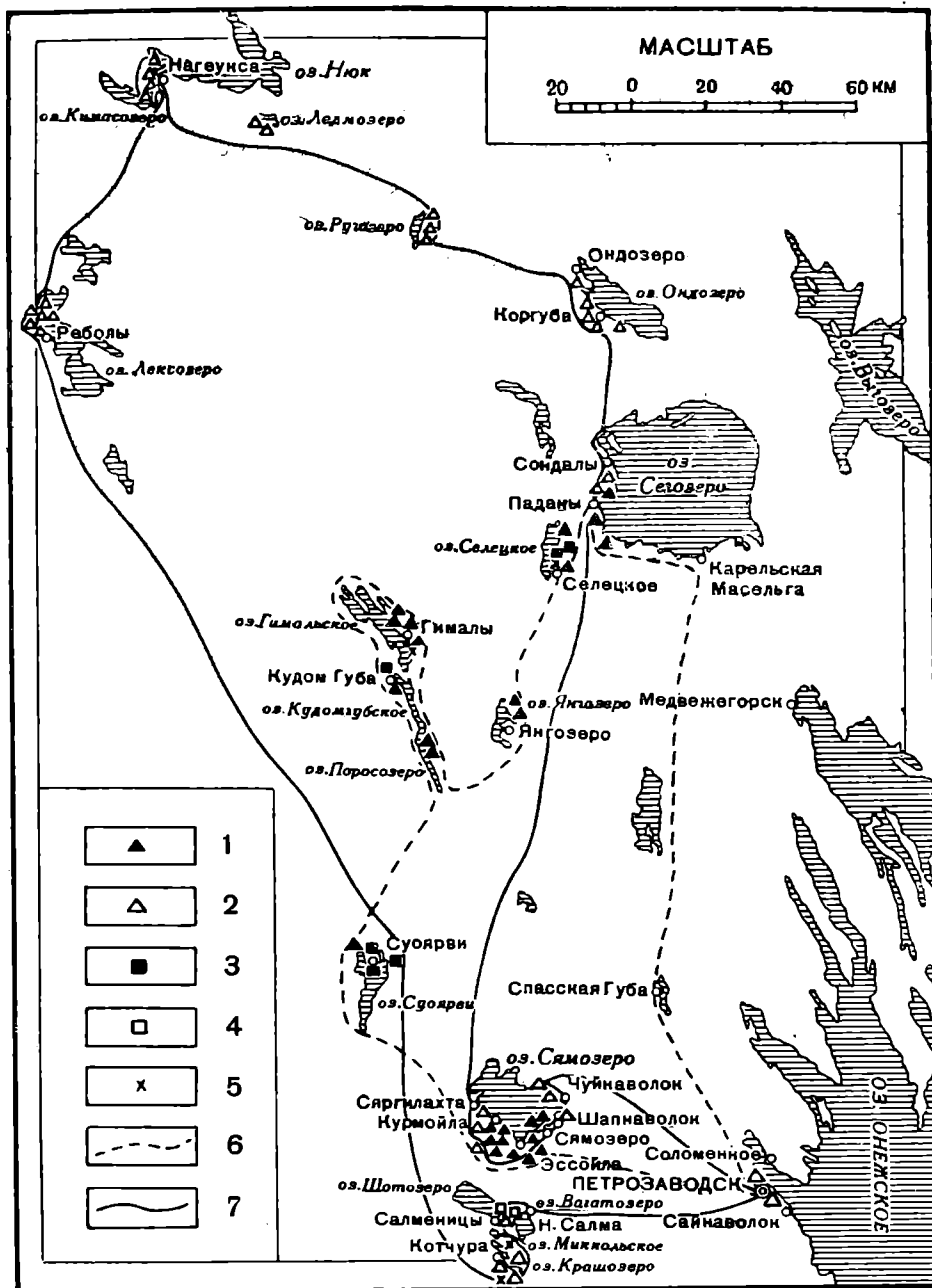 МАСШТАБ
20 0 20 40 60 КМ
Нагеукса
оз. Нюк
оз. Кимасозеро
оз. Ледмозеро
оз. Ругозеро
Ондозеро
оз. Ондозеро
Коргуба
оз. Выгозеро
Реболы
оз. Лексозеро
Сондалы
оз. Сегозеро
Паданы
оз. Селецкое
Селецкое
Карельская Масельга
оз. Гимольское
Гималы
Кудом Губа
оз. Кудомгубское
оз. Янгозеро
Янгозеро
Медвежегорск
оз. Поросозеро
1
2
3
4
5
6
7
Суоярви
оз. Суоярви
Спасская Губа
оз. Сямозеро
Чуйнаволок
Сяргилахта
Курмойла
Шапнаволок
Сямозеро
Эссойла
Соломенное
ПЕТРОЗАВОДСК
Сайнаволок
ОЗ. ОНЕЖСКОЕ
оз. Шотозеро
оз. Вагатозеро
Салменицы
Н. Салма
Котчура
оз. Миккольское
оз. Крашозеро